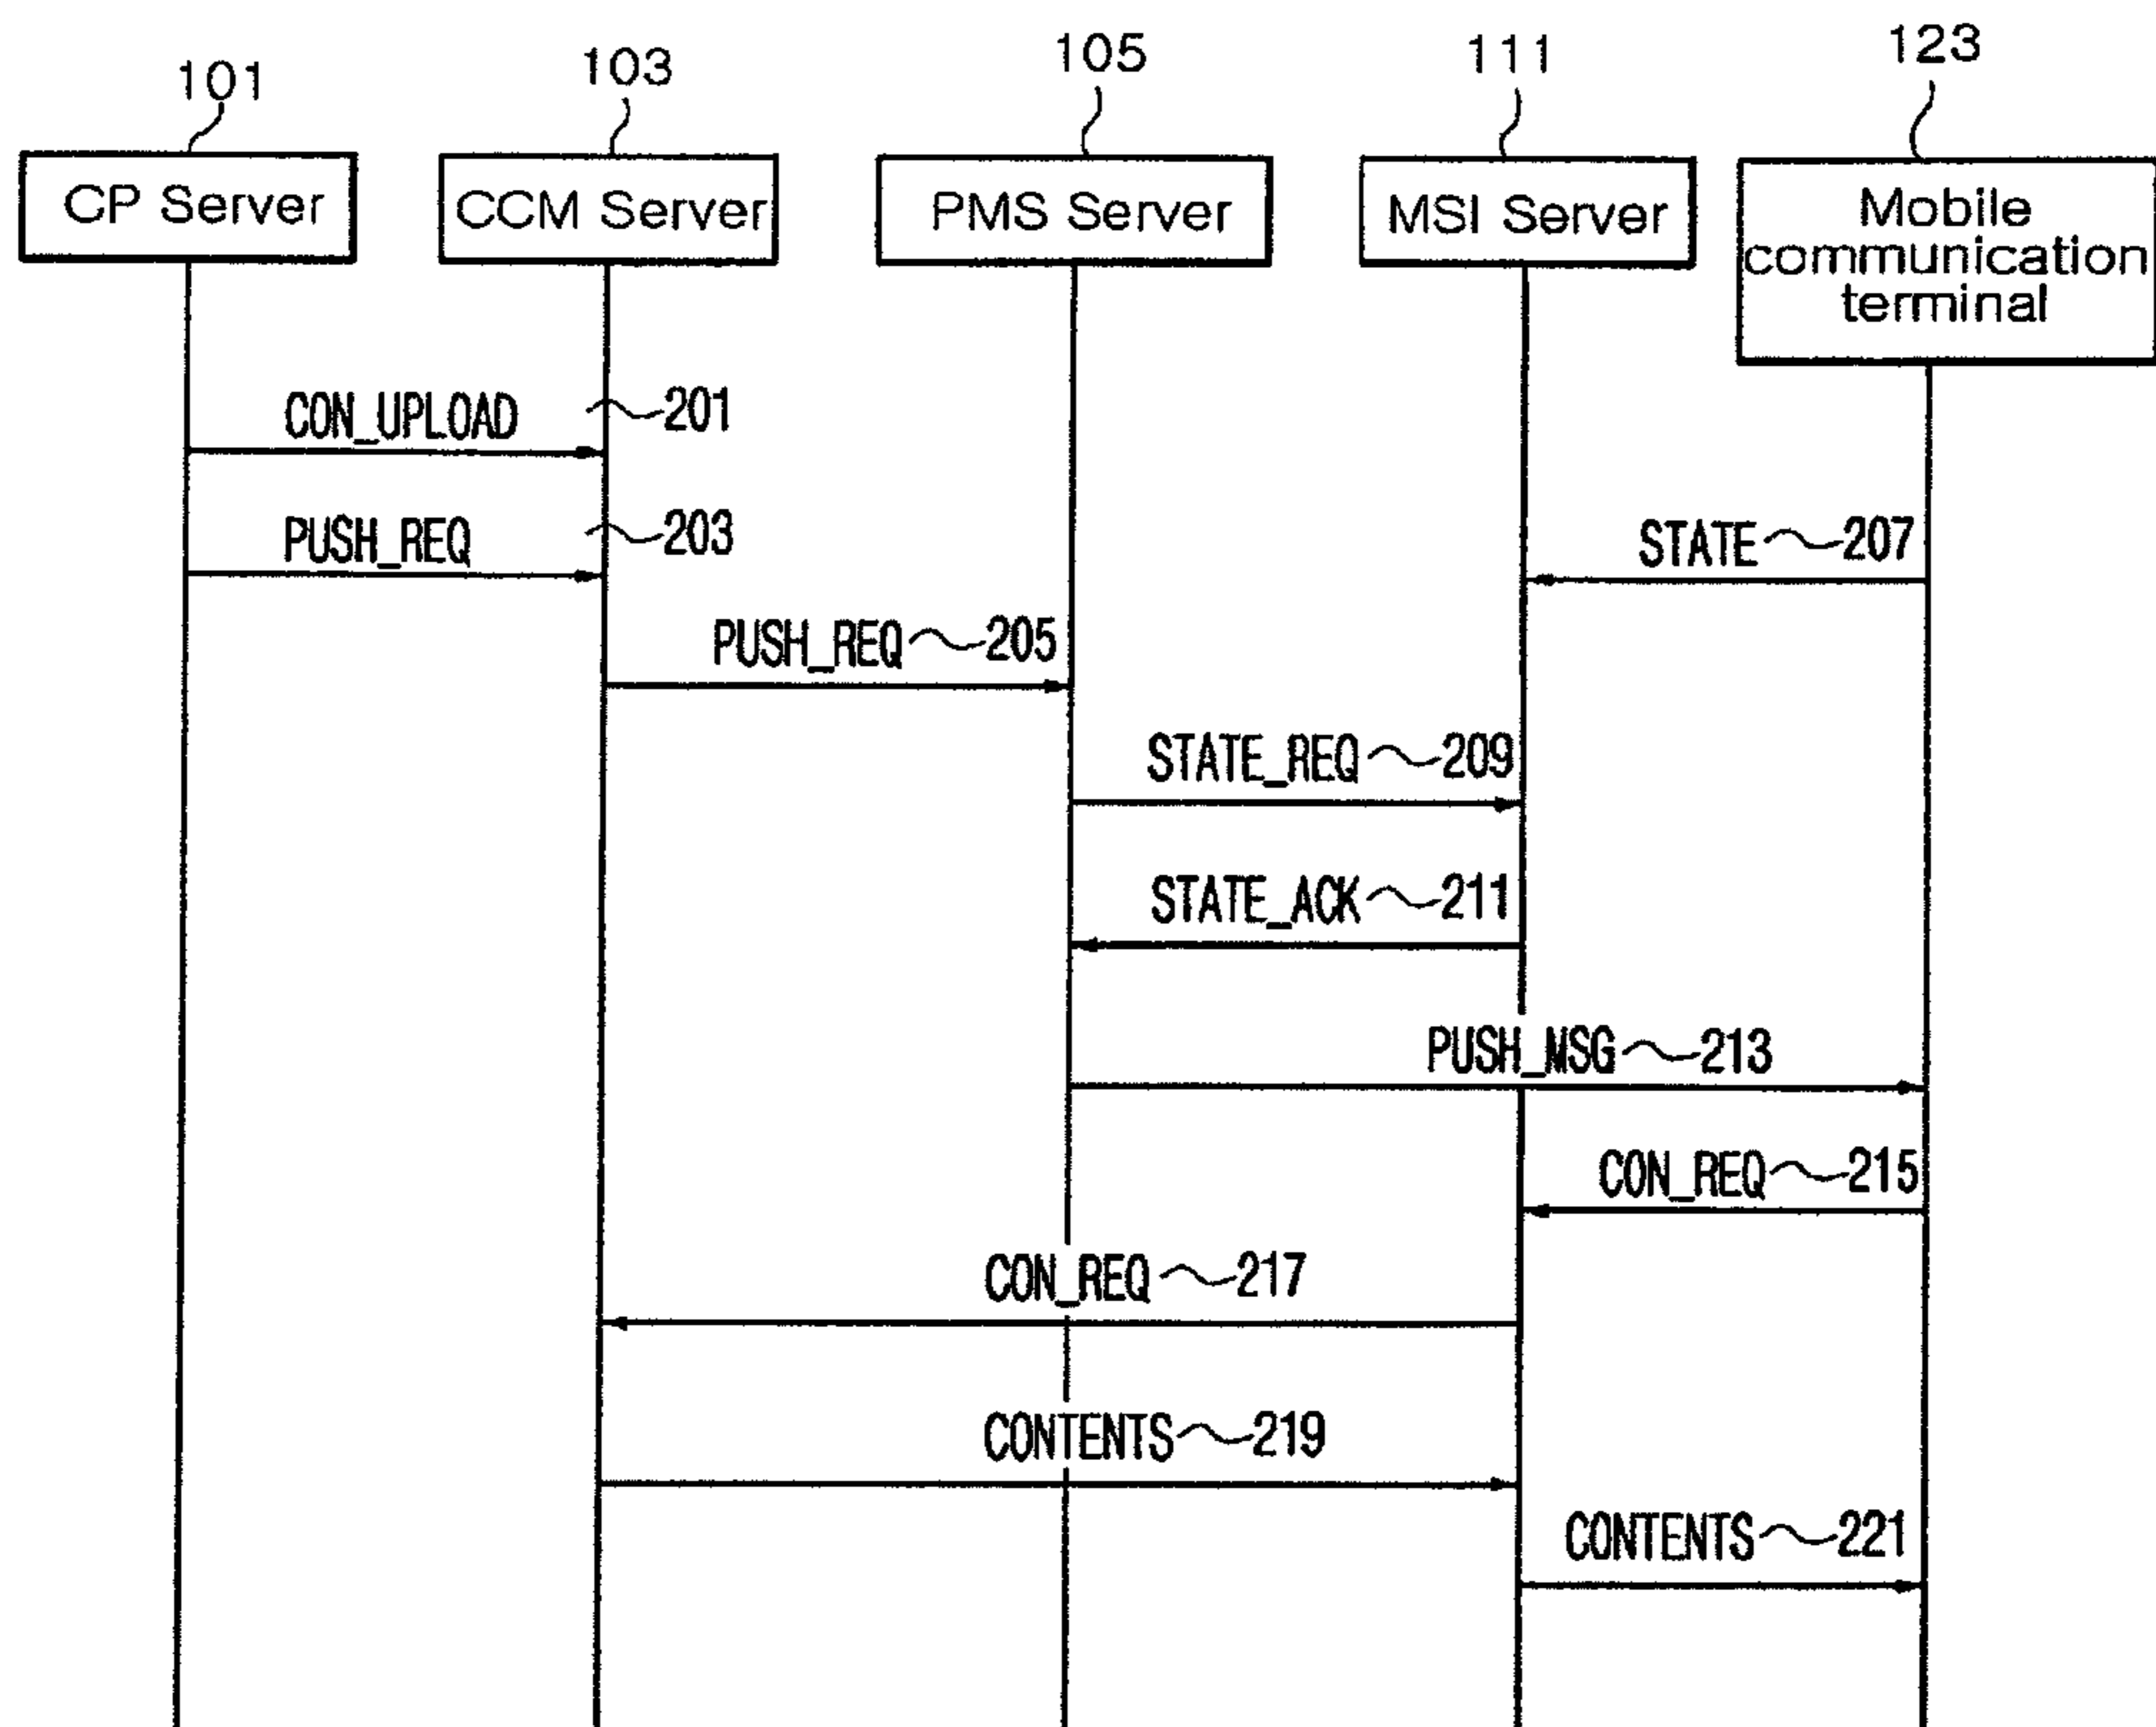 101
103
105
111
123
CP Server
CCM Server
PMS Server
MSI Server
Mobile
communication
terminal
CON_UPLOAD 201
PUSH_REQ 203
STATE 207
PUSH_REQ 205
STATE_REQ 209
STATE_ACK 211
PUSH_MSG 213
CON_REQ 215
CON_REQ 217
CONTENTS 219
CONTENTS 221